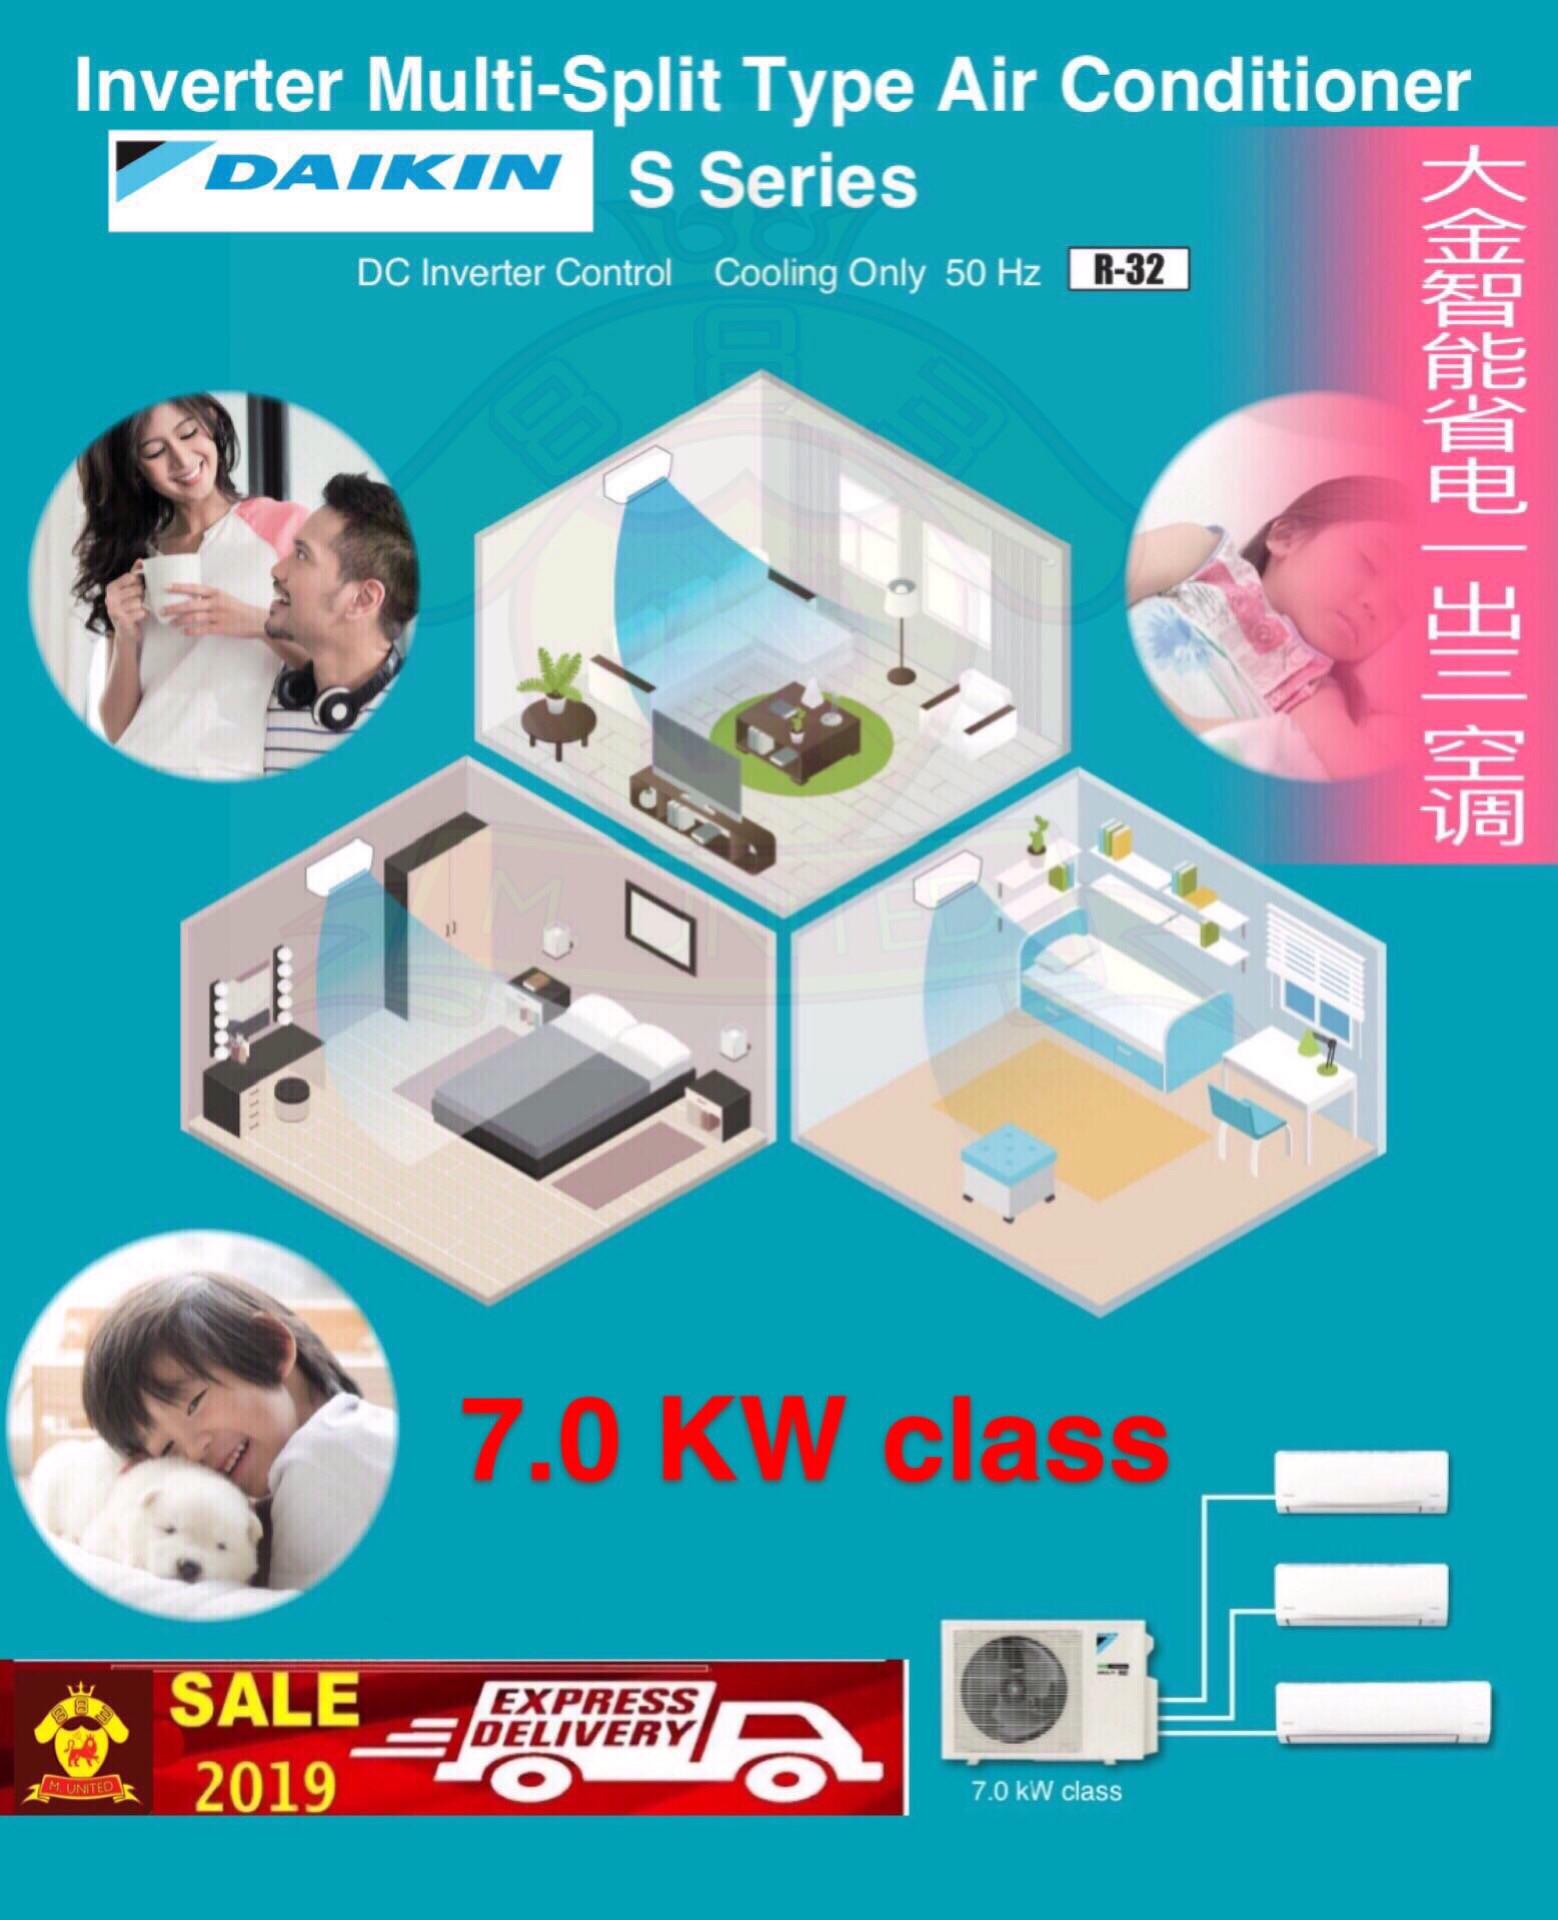 Inverter Multi-Split Type Air Conditioner
DAIKIN S Series
DC Inverter Control Cooling Only 50 Hz R-32
大金智能省电一出三空调
M. UNITED
7.0 KW class
SALE
2019
EXPRESS
DELIVERY
M. UNITED
7.0 kW class